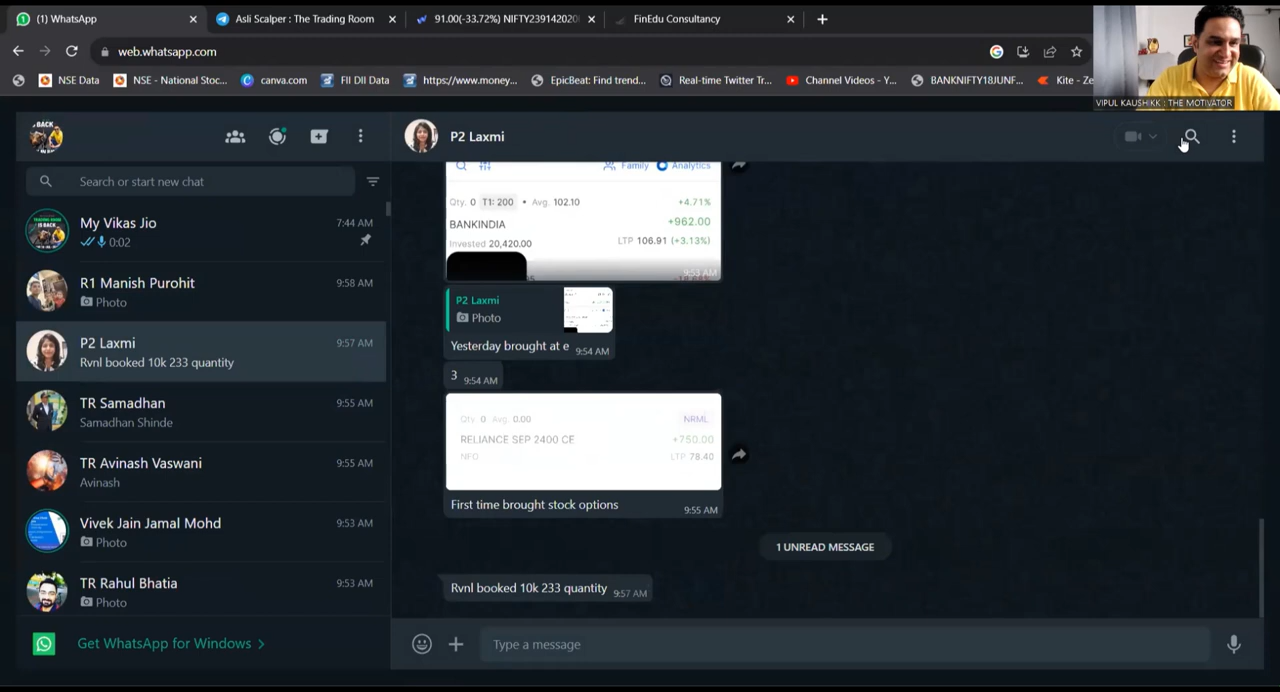 (1) WhatsApp
Asli Scalper : The Trading Room
91.00(-33.72%) NIFTY239142020
FinEdu Consultancy
web.whatsapp.com
NSE Data
NSE - National Stoc...
canva.com
FII DII Data
https://www.money...
EpicBeat: Find trend...
Real-time Twitter Tr...
Channel Videos - Y...
BANKNIFTY18JUNF...
Kite - Ze
VIPUL KAUSHIKK : THE MOTIVATOR
BACK
P2 Laxmi
Search or start new chat
My Vikas Jio
7:44 AM
0:02
R1 Manish Purohit
9:58 AM
Photo
P2 Laxmi
9:57 AM
Rvnl booked 10k 233 quantity
TR Samadhan
9:55 AM
Samadhan Shinde
TR Avinash Vaswani
9:55 AM
Avinash
Vivek Jain Jamal Mohd
9:53 AM
Photo
TR Rahul Bhatia
9:53 AM
Photo
Get WhatsApp for Windows
Family
Analytics
Qty. 0 T1: 200 • Avg. 102.10
+4.71%
BANKINDIA
+962.00
Invested 20,420.00
LTP 106.91 (+3.13%)
9:53 AM
P2 Laxmi
Photo
Yesterday brought at e
9:54 AM
3
9:54 AM
Qty. 0 Avg. 0.00
NRML
RELIANCE SEP 2400 CE
+750.00
NFO
LTP 78.40
First time brought stock options
9:55 AM
1 UNREAD MESSAGE
Rvnl booked 10k 233 quantity
9:57 AM
Type a message